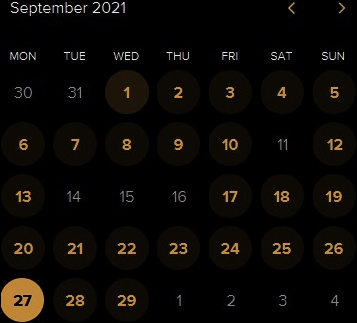 September 2021
MON TUE WED THU FRI SAT SUN
30 31 1 2 3 4 5
6 7 8 9 10 11 12
13 14 15 16 17 18 19
20 21 22 23 24 25 26
27 28 29 1 2 3 4